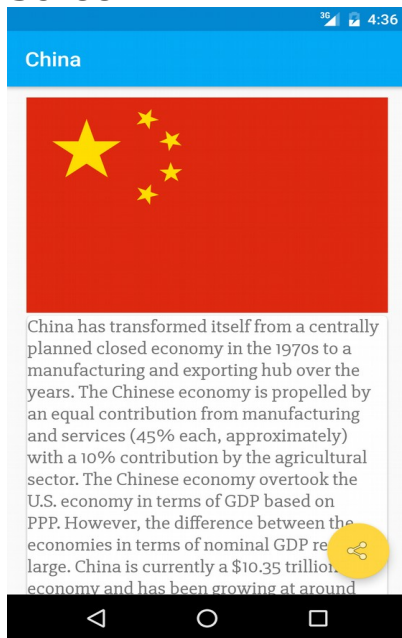 3G 4:36
China
China has transformed itself from a centrally
planned closed economy in the 1970s to a
manufacturing and exporting hub over the
years. The Chinese economy is propelled by
an equal contribution from manufacturing
and services (45% each, approximately)
with a 10% contribution by the agricultural
sector. The Chinese economy overtook the
U.S. economy in terms of GDP based on
PPP. However, the difference between the
economies in terms of nominal GDP re
large. China is currently a $10.35 trillion
economy and has been growing at around